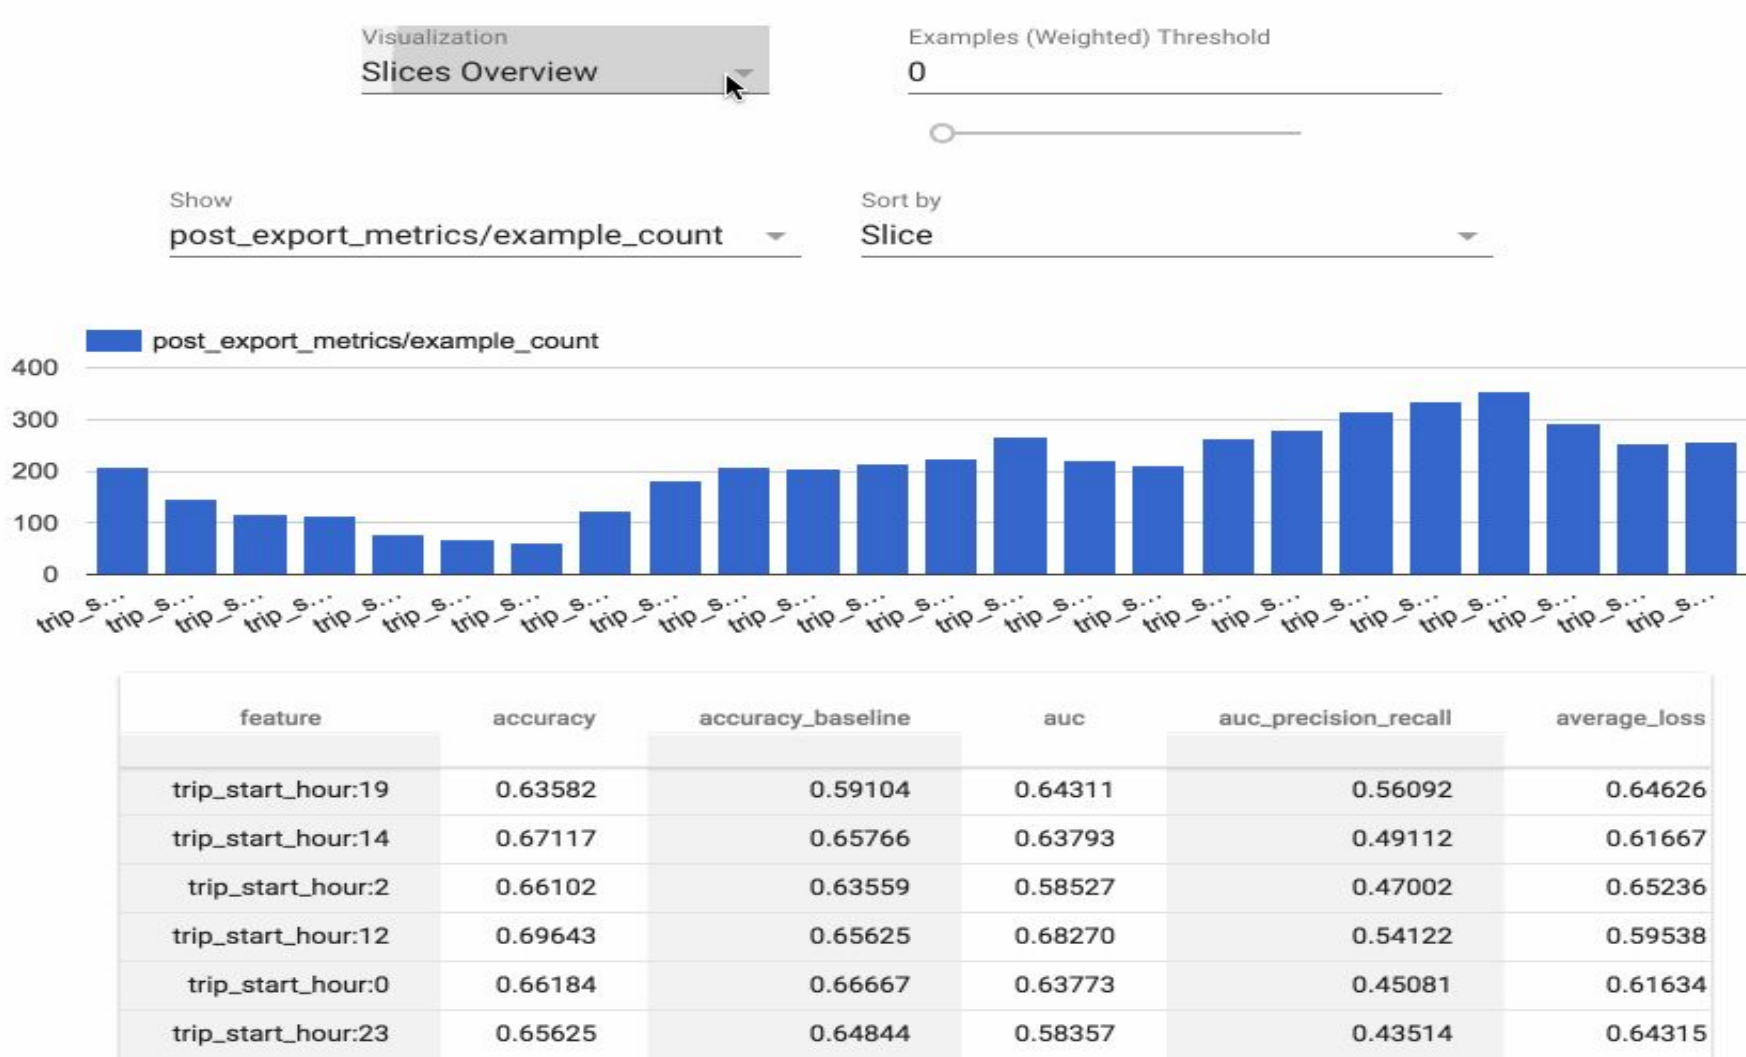 Visualization
Slices Overview
Examples (Weighted) Threshold
0
Show
post_export_metrics/example_count
Sort by
Slice
post_export_metrics/example_count
400
300
200
100
0
trip_s... trip_s... trip_s... trip_s... trip_s... trip_s... trip_s... trip_s... trip_s... trip_s... trip_s... trip_s... trip_s... trip_s... trip_s... trip_s... trip_s... trip_s... trip_s... trip_s... trip_s... trip_s... trip_s... trip_s...
feature accuracy accuracy_baseline auc auc_precision_recall average_loss
trip_start_hour:19 0.63582 0.59104 0.64311 0.56092 0.64626
trip_start_hour:14 0.67117 0.65766 0.63793 0.49112 0.61667
trip_start_hour:2 0.66102 0.63559 0.58527 0.47002 0.65236
trip_start_hour:12 0.69643 0.65625 0.68270 0.54122 0.59538
trip_start_hour:0 0.66184 0.66667 0.63773 0.45081 0.61634
trip_start_hour:23 0.65625 0.64844 0.58357 0.43514 0.64315